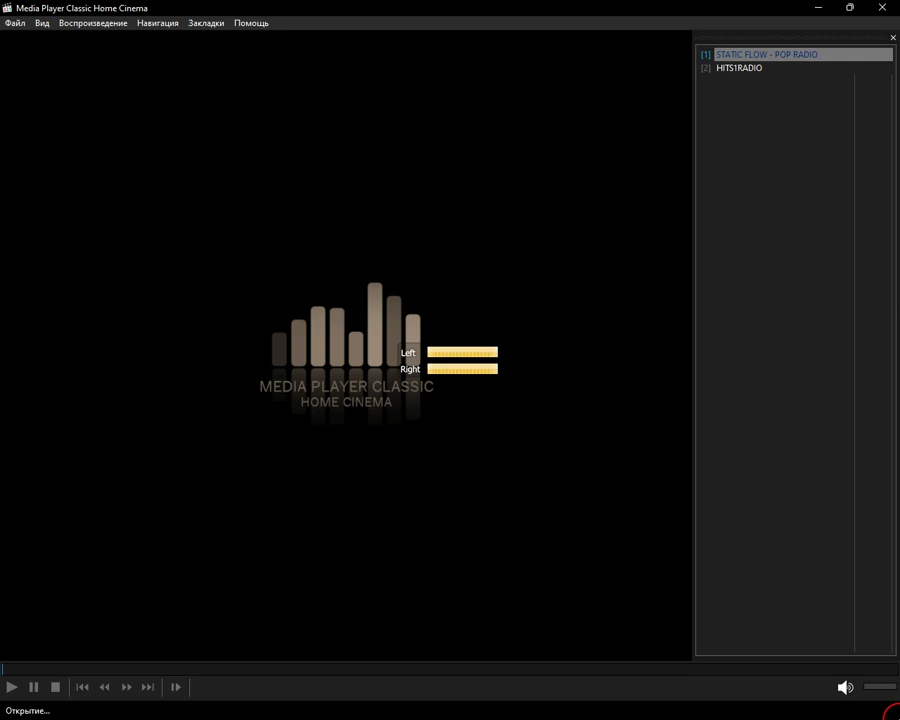 Media Player Classic Home Cinema
Файл Вид Воспроизведение Навигация Закладки Помощь
[1] STATIC FLOW - POP RADIO
[2] HITS1RADIO
Left
Right
MEDIA PLAYER CLASSIC
HOME CINEMA
Открытие...